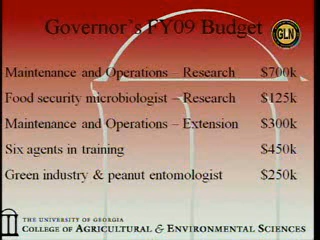 Governor's FY09 Budget
GLN
Maintenance and Operations – Research $700k
Food security microbiologist – Research $125k
Maintenance and Operations – Extension $300k
Six agents in training $450k
Green industry & peanut entomologist $250k
THE UNIVERSITY OF GEORGIA
COLLEGE OF AGRICULTURAL & ENVIRONMENTAL SCIENCES